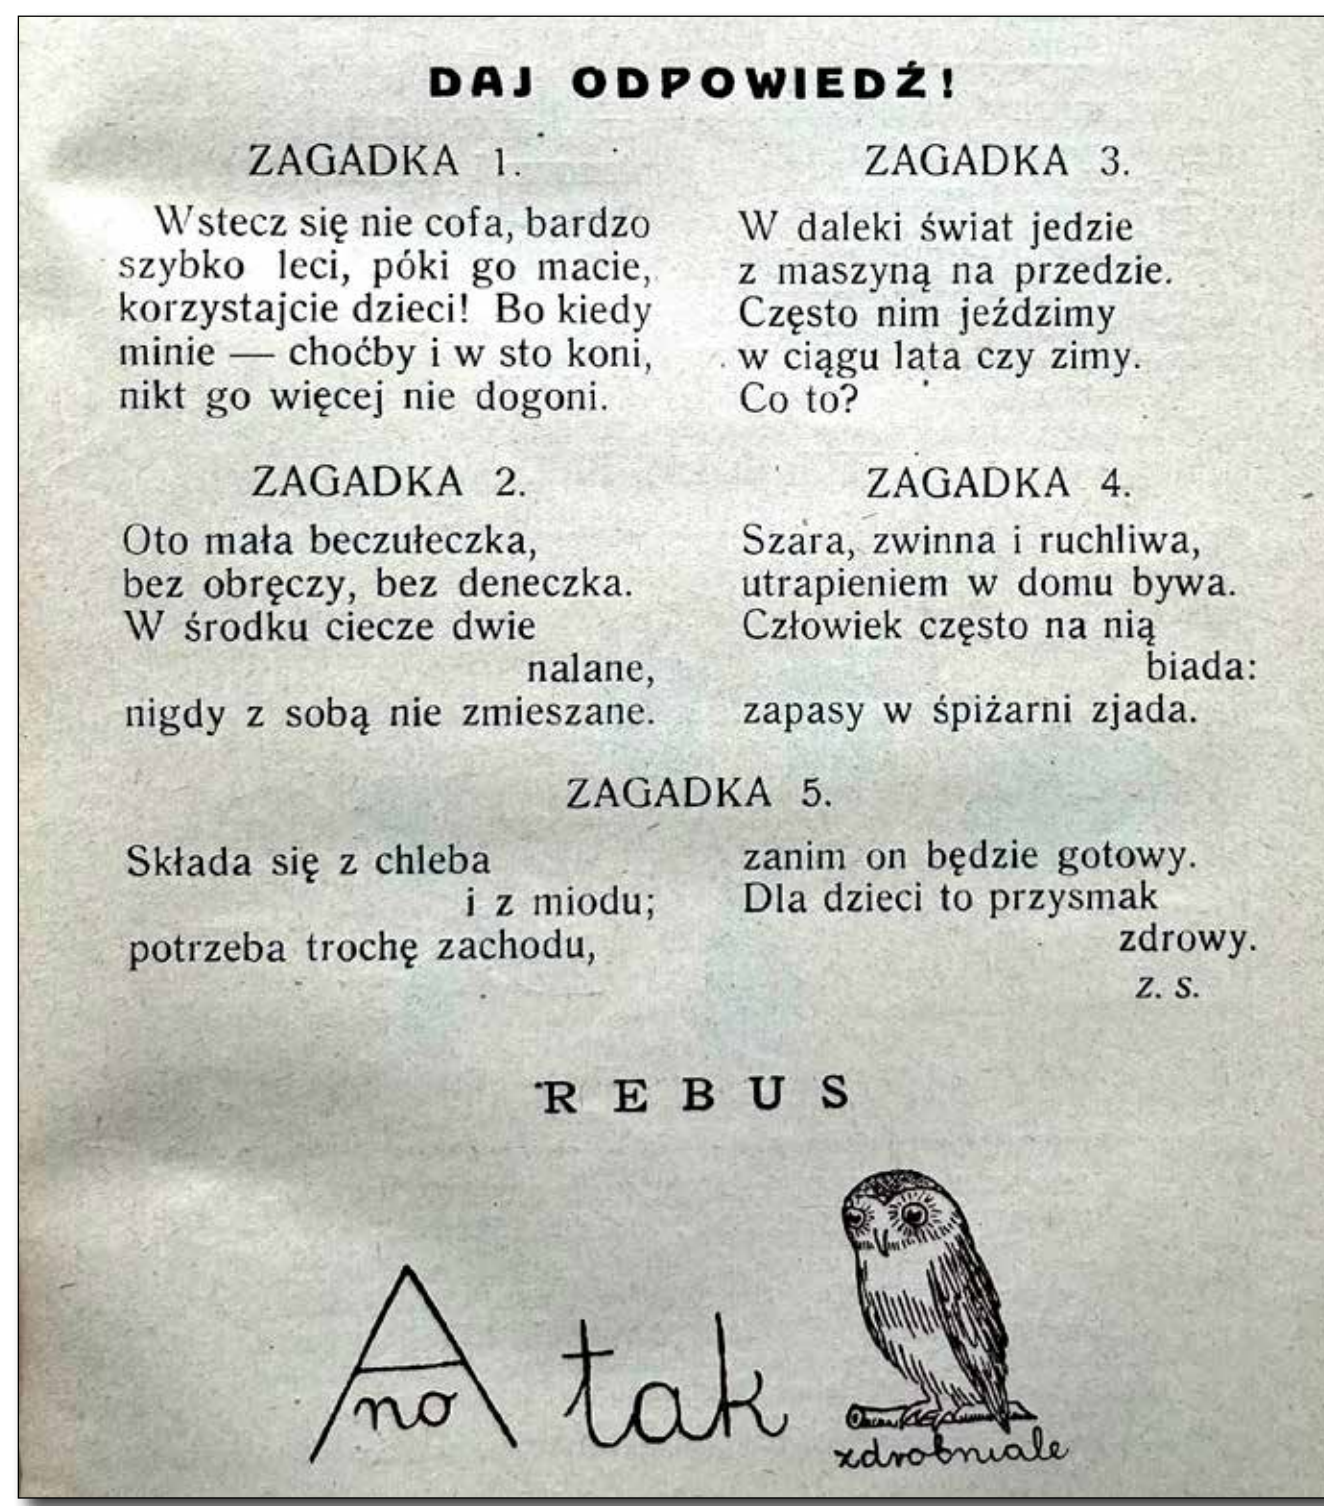 DAJ ODPOWIEDŹ!
ZAGADKA 1.
Wstecz się nie cofa, bardzo
szybko leci, póki go macie,
korzystajcie dzieci! Bo kiedy
minie — choćby i w sto koni,
nikt go więcej nie dogoni.
ZAGADKA 2.
Oto mała beczułeczka,
bez obręczy, bez deneczka.
W środku ciecze dwie
nalane,
nigdy z sobą nie zmieszane.
ZAGADKA 3.
W daleki świat jedzie
z maszyną na przedzie.
Często nim jeździmy
w ciągu lata czy zimy.
Co to?
ZAGADKA 4.
Szara, zwinna i ruchliwa,
utrapieniem w domu bywa.
Człowiek często na nią
biada:
zapasy w śpiżarni zjada.
ZAGADKA 5.
Składa się z chleba
i z miodu;
potrzeba trochę zachodu,
zanim on będzie gotowy.
Dla dzieci to przysmak
zdrowy.
z. s.
REBUS
A no tak
zdrobniale